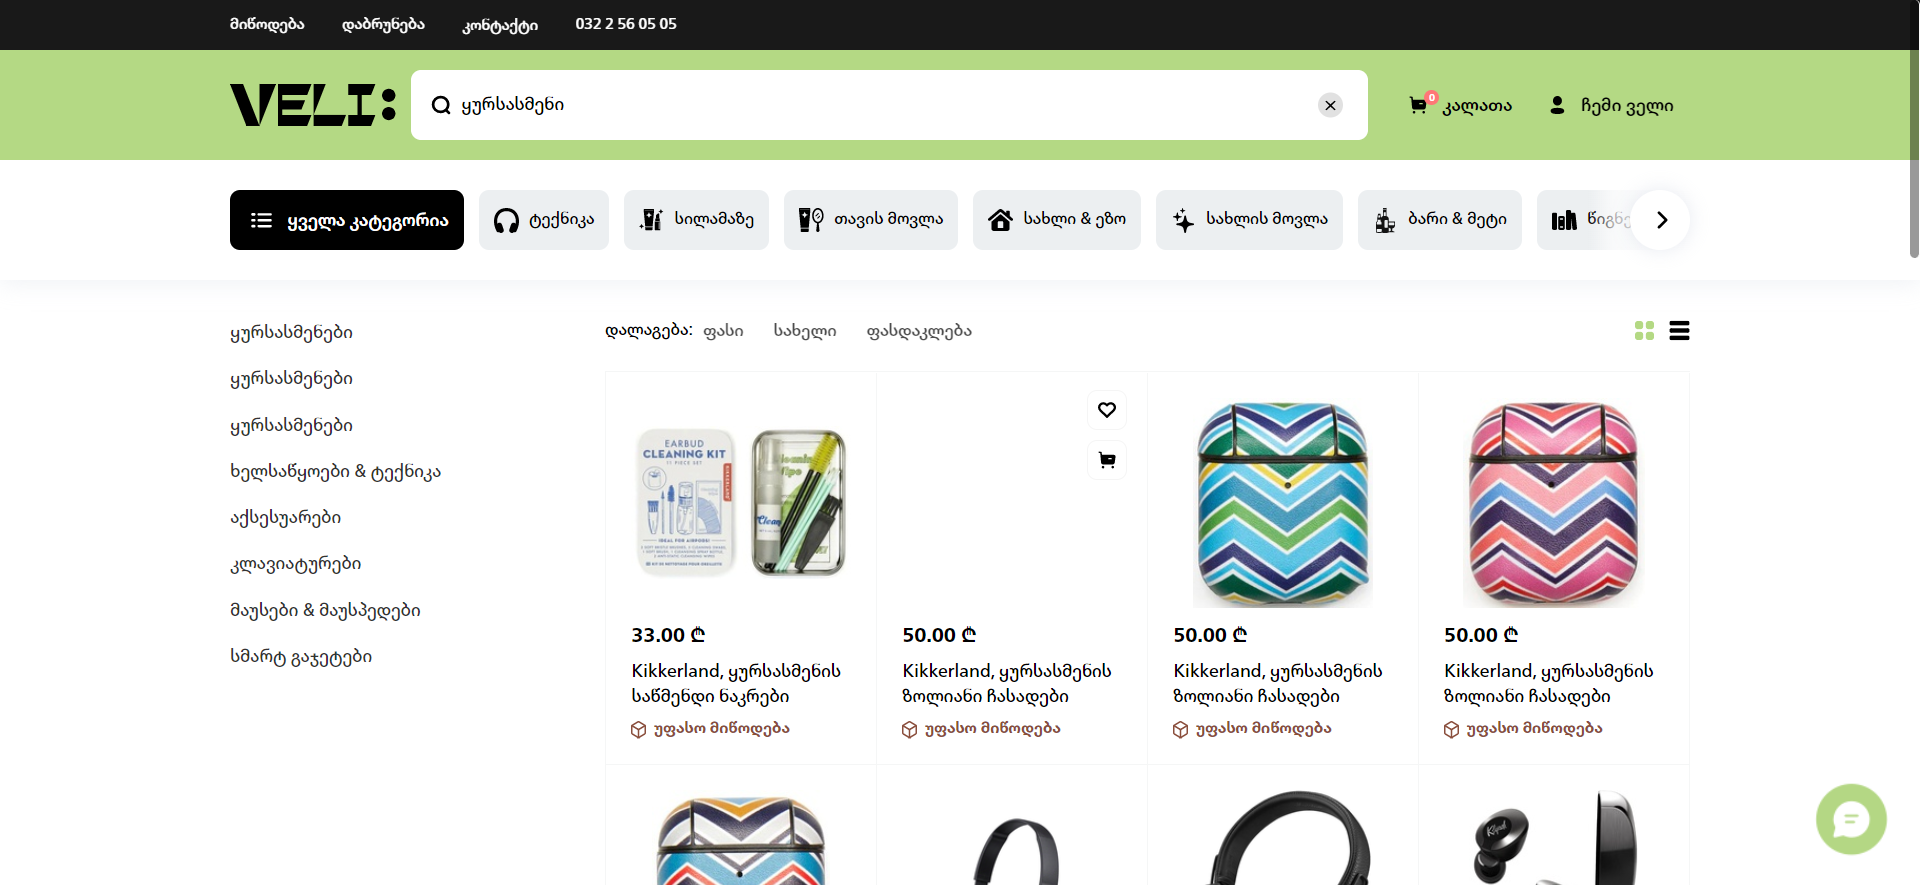 მიწოდება
დაბრუნება
კონტაქტი
032 2 56 05 05
VELI:
ყურსასმენი
0
კალათა
ჩემი ველი
ყველა კატეგორია
ტექნიკა
სილამაზე
თავის მოვლა
სახლი & ეზო
სახლის მოვლა
ბარი & მეტი
ყურსასმენები
ყურსასმენები
ყურსასმენები
ხელსაწყოები & ტექნიკა
აქსესუარები
კლავიატურები
მაუსები & მაუსპედები
სმარტ გაჯეტები
დალაგება:
ფასი
სახელი
ფასდაკლება
EARBUD
CLEANING KIT
11 PIECE SET
33.00 ₾
Kikkerland, ყურსასმენის
საწმენდი ნაკრები
უფასო მიწოდება
50.00 ₾
Kikkerland, ყურსასმენის
ზოლიანი ჩასადები
უფასო მიწოდება
50.00 ₾
Kikkerland, ყურსასმენის
ზოლიანი ჩასადები
უფასო მიწოდება
50.00 ₾
Kikkerland, ყურსასმენის
ზოლიანი ჩასადები
უფასო მიწოდება